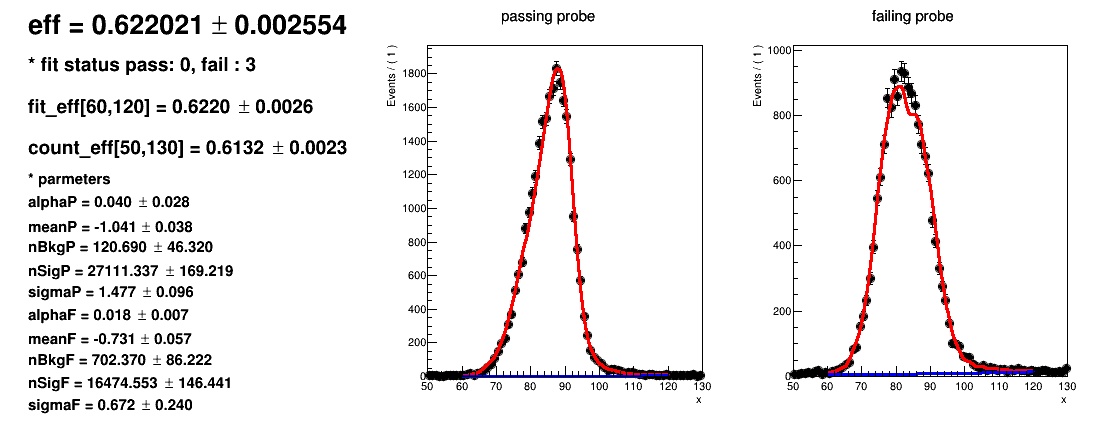 eff = 0.622021 ± 0.002554
* fit status pass: 0, fail : 3
fit_eff[60,120] = 0.6220 ± 0.0026
count_eff[50,130] = 0.6132 ± 0.0023
* parmeters
alphaP = 0.040 ± 0.028
meanP = -1.041 ± 0.038
nBkgP = 120.690 ± 46.320
nSigP = 27111.337 ± 169.219
sigmaP = 1.477 ± 0.096
alphaF = 0.018 ± 0.007
meanF = -0.731 ± 0.057
nBkgF = 702.370 ± 86.222
nSigF = 16474.553 ± 146.441
sigmaF = 0.672 ± 0.240
passing probe
Events / ( 1 )
1800
1600
1400
1200
1000
800
600
400
200
0
50 60 70 80 90 100 110 120 130
x
failing probe
Events / ( 1 )
1000
800
600
400
200
0
50 60 70 80 90 100 110 120 130
x